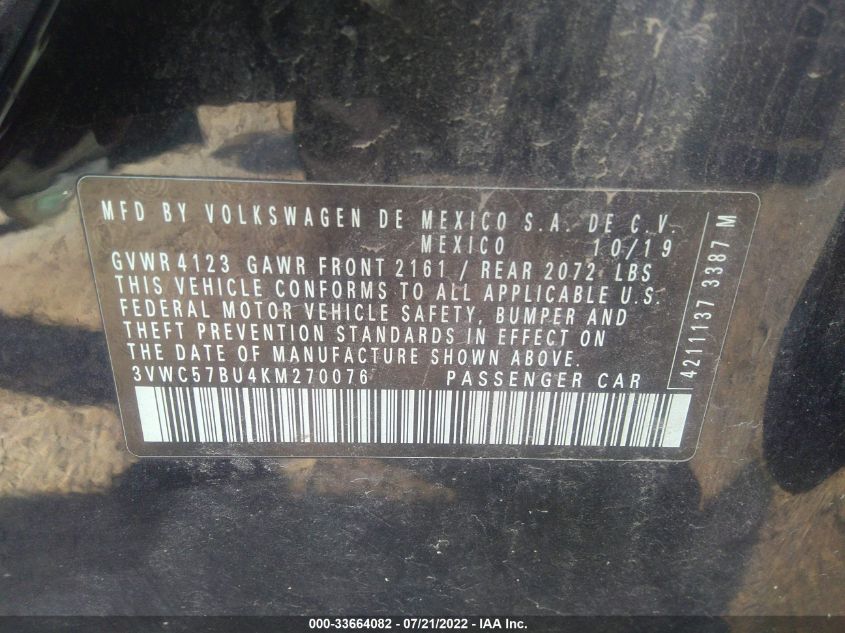 MFD BY VOLKSWAGEN DE MEXICO S.A. DE C.V.
MEXICO 10/19
GVWR 4123 GAWR FRONT 2161 / REAR 2072 LBS
THIS VEHICLE CONFORMS TO ALL APPLICABLE U.S.
FEDERAL MOTOR VEHICLE SAFETY, BUMPER AND
THEFT PREVENTION STANDARDS IN EFFECT ON
THE DATE OF MANUFACTURE SHOWN ABOVE.
3VWC57BU4KM270076 PASSENGER CAR
4211137 3387 M
000-33664082 - 07/21/2022 - IAA Inc.